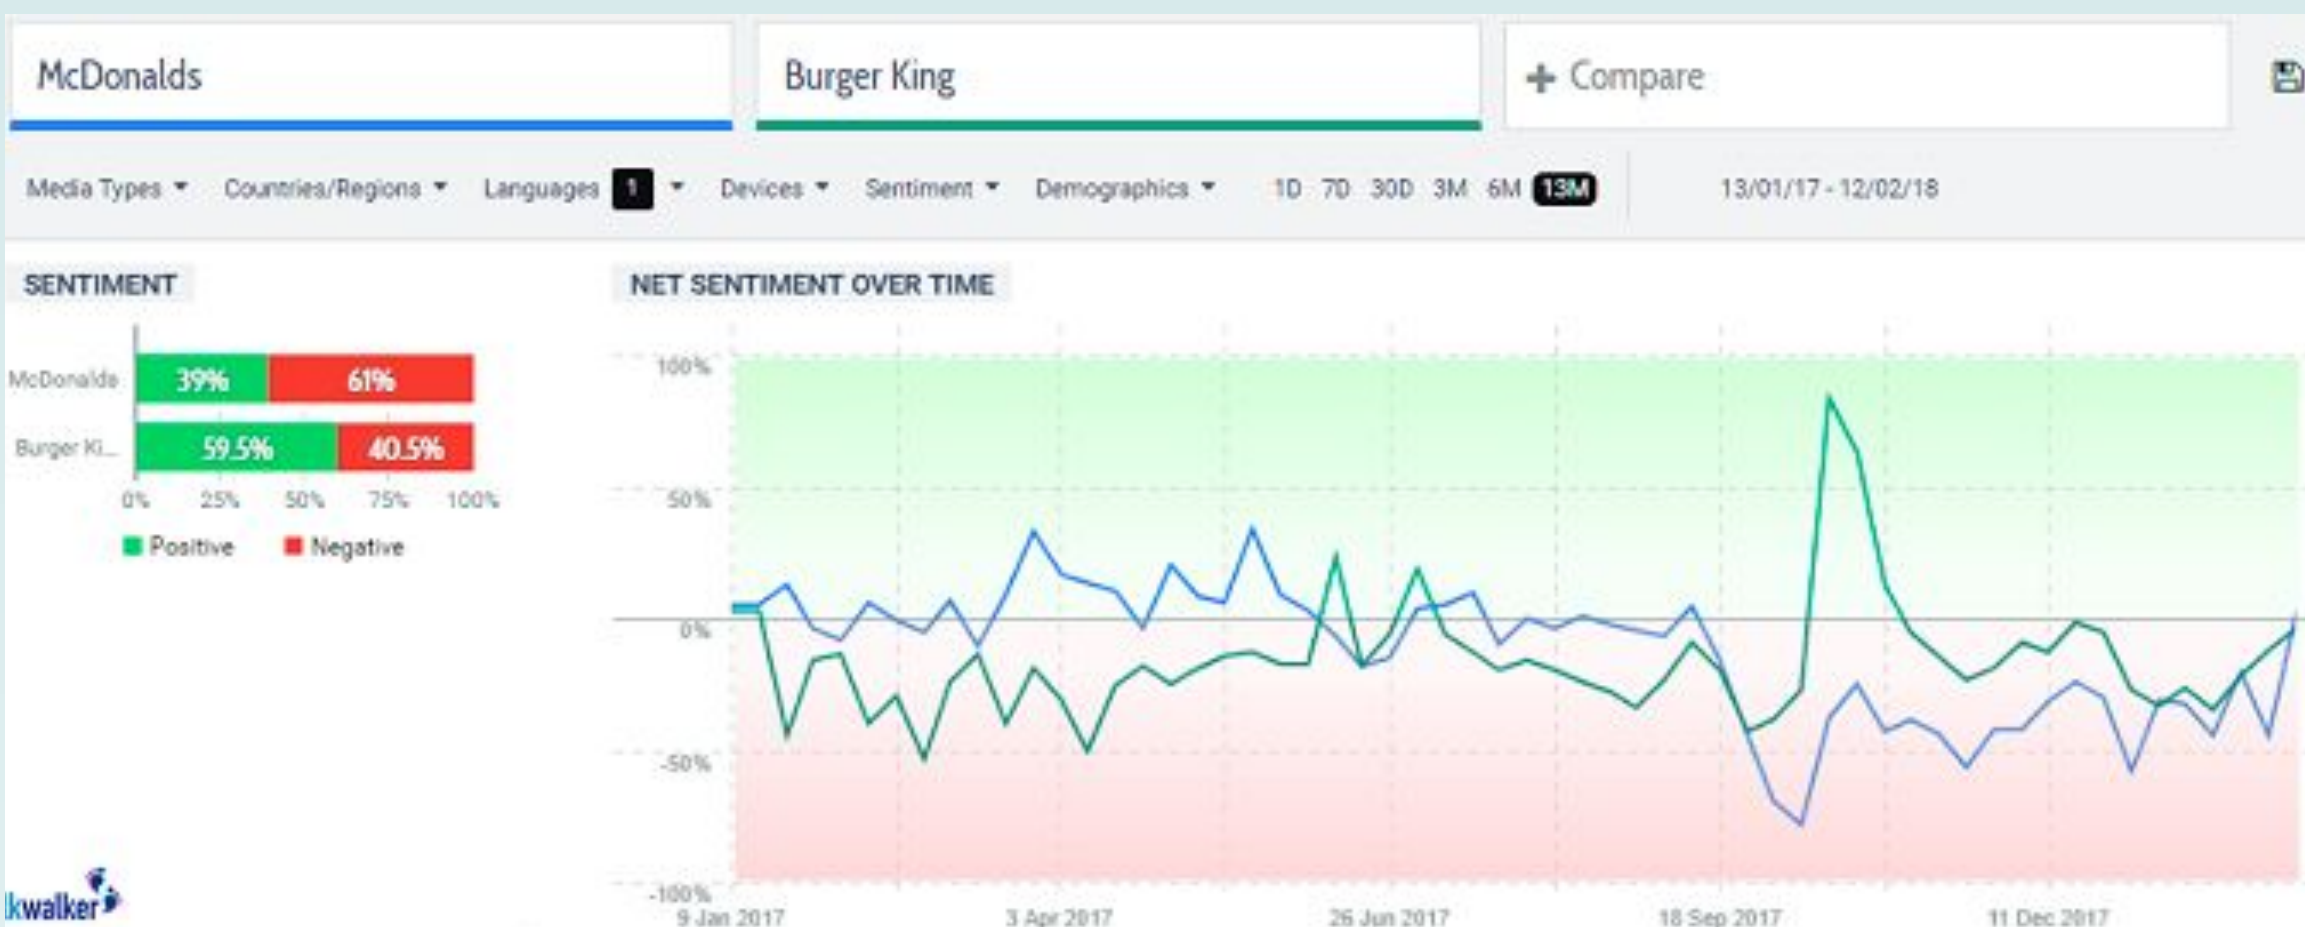 McDonalds
Burger King
+ Compare
Media Types Countries/Regions Languages 1 Devices Sentiment Demographics 1D 7D 30D 3M 6M 13M 13/01/17 - 12/02/18
SENTIMENT
McDonalds 39% 61%
Burger Ki... 59.5% 40.5%
0% 25% 50% 75% 100%
Positive Negative
NET SENTIMENT OVER TIME
100%
50%
0%
-50%
-100%
9 Jan 2017 3 Apr 2017 26 Jun 2017 18 Sep 2017 11 Dec 2017
lkwalker